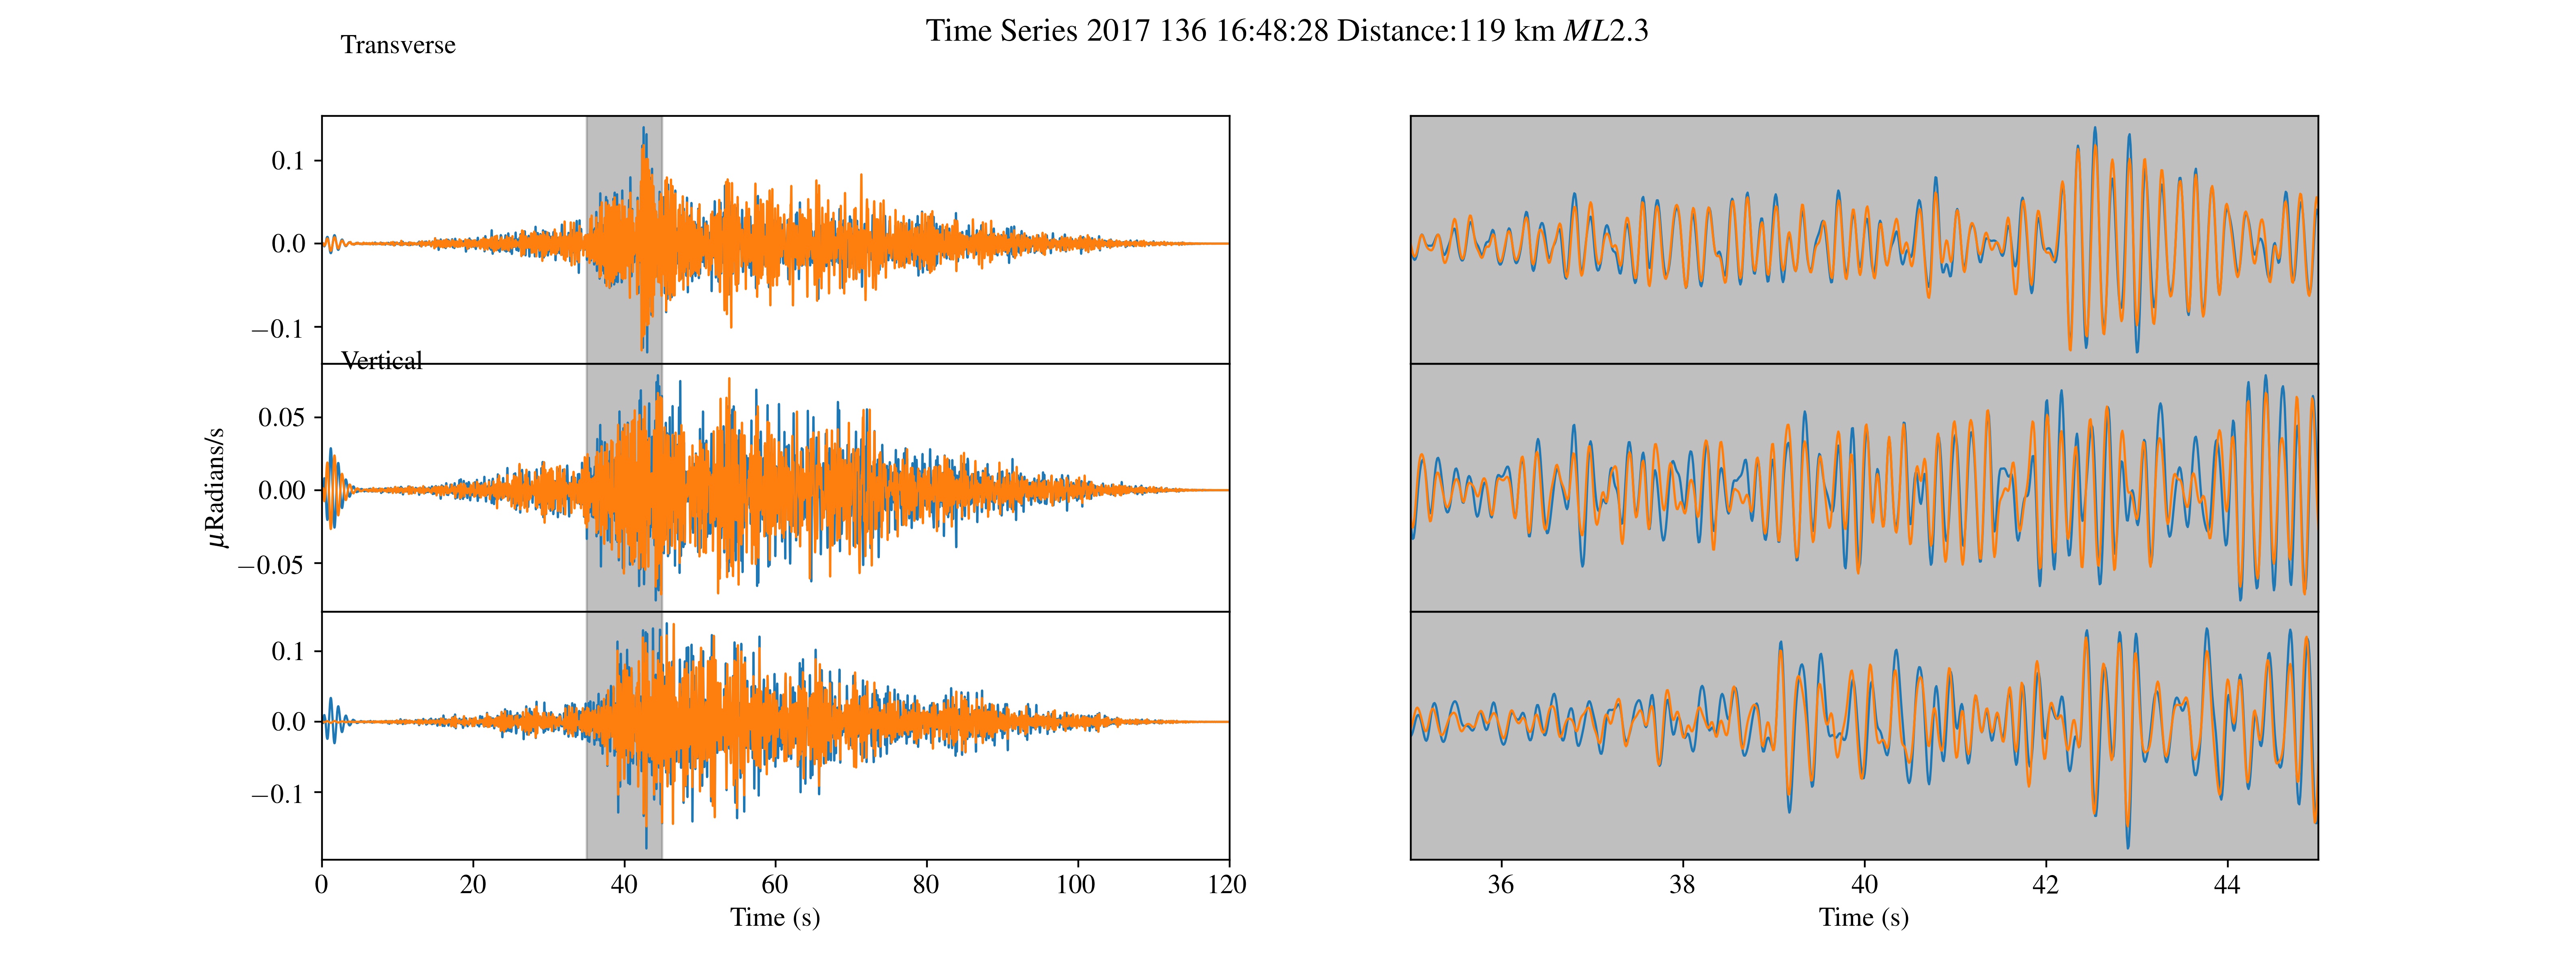 Time Series 2017 136 16:48:28 Distance:119 km ML2.3
Transverse
0.1
0.0
−0.1
Vertical
0.05
0.00
−0.05
μRadians/s
0.1
0.0
−0.1
0 20 40 60 80 100 120
Time (s)
36 38 40 42 44
Time (s)